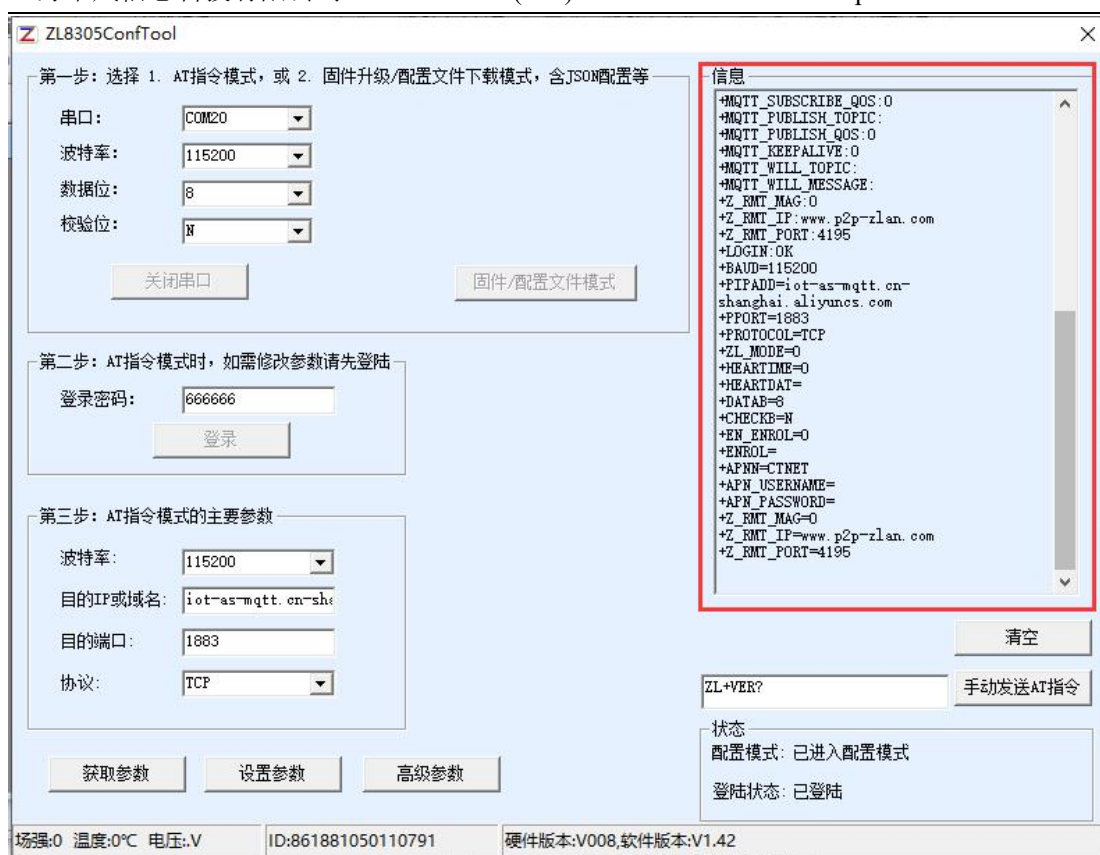 ZL8305ConfTool
第一步: 选择 1. AT指令模式, 或 2. 固件升级/配置文件下载模式, 含JSON配置等
串口:
COM20
波特率:
115200
数据位:
8
校验位:
N
关闭串口
固件/配置文件模式
第二步: AT指令模式时, 如需修改参数请先登陆
登录密码:
666666
登录
第三步: AT指令模式的主要参数
波特率:
115200
目的IP或域名:
iot-as-mqtt.cn-sha
目的端口:
1883
协议:
TCP
获取参数
设置参数
高级参数
信息
+MQTT_SUBSCRIBE_QOS:0
+MQTT_PUBLISH_TOPIC:
+MQTT_PUBLISH_QOS:0
+MQTT_KEEPALIVE:0
+MQTT_WILL_TOPIC:
+MQTT_WILL_MESSAGE:
+Z_RMT_MAG:0
+Z_RMT_IP:www.p2p-zlan.com
+Z_RMT_PORT:4195
+LOGIN:OK
+BAUD=115200
+PIPADD=iot-as-mqtt.cn-
shanghai.aliyuncs.com
+PPORT=1883
+PROTOCOL=TCP
+ZL_MODE=0
+HEARTIME=0
+HEARTDAT=
+DATAB=8
+CHECKB=N
+EN_ENROL=0
+ENROL=
+APNN=CTNET
+APN_USERNAME=
+APN_PASSWORD=
+Z_RMT_MAG=0
+Z_RMT_IP=www.p2p-zlan.com
+Z_RMT_PORT=4195
清空
ZL+VER?
手动发送AT指令
状态
配置模式: 已进入配置模式
登陆状态: 已登陆
场强:0 温度:0℃ 电压:.V
ID:861881050110791
硬件版本:V008,软件版本:V1.42